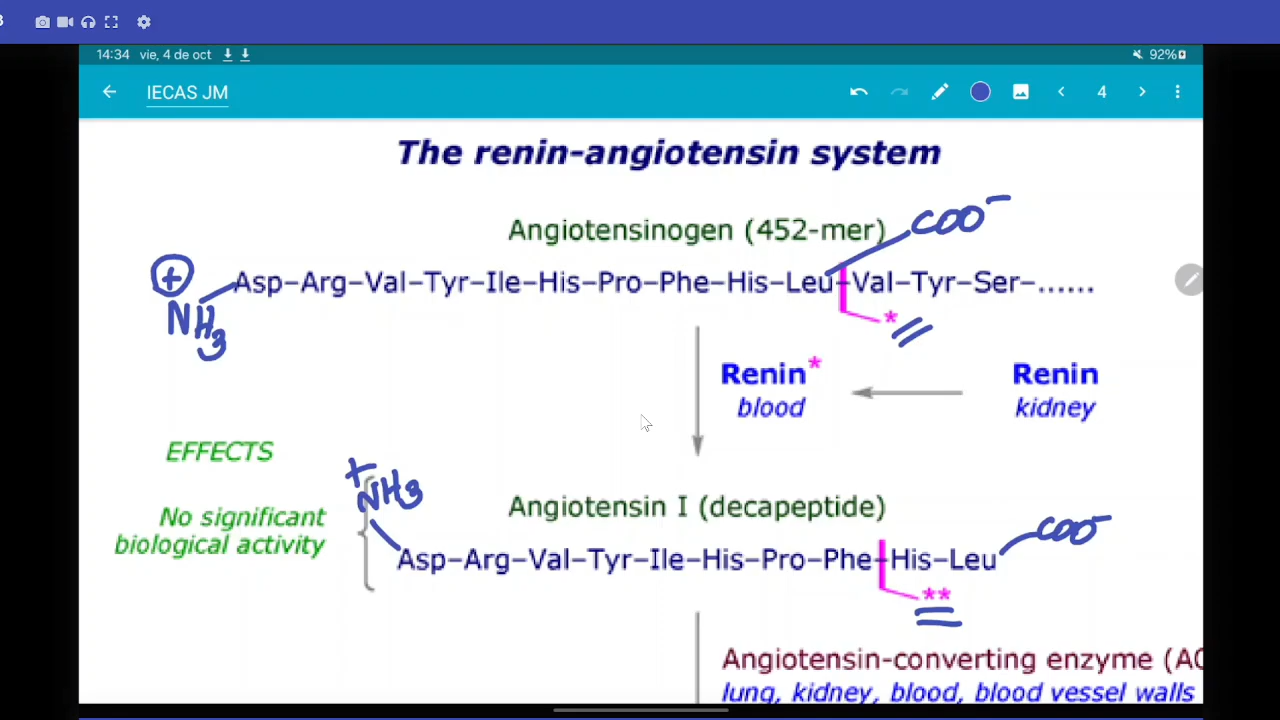 3
14:34 vie, 4 de oct 92%
IECAS JM 4
The renin-angiotensin system
Angiotensinogen (452-mer) COO⁻
+
NH3
Asp–Arg–Val–Tyr–Ile–His–Pro–Phe–His–Leu–Val–Tyr–Ser–......
*
Renin* Renin
blood kidney
EFFECTS
+
NH3
No significant
biological activity
Angiotensin I (decapeptide)
COO⁻
Asp–Arg–Val–Tyr–Ile–His–Pro–Phe–His–Leu
**
Angiotensin-converting enzyme (AC
lung, kidney, blood, blood vessel walls